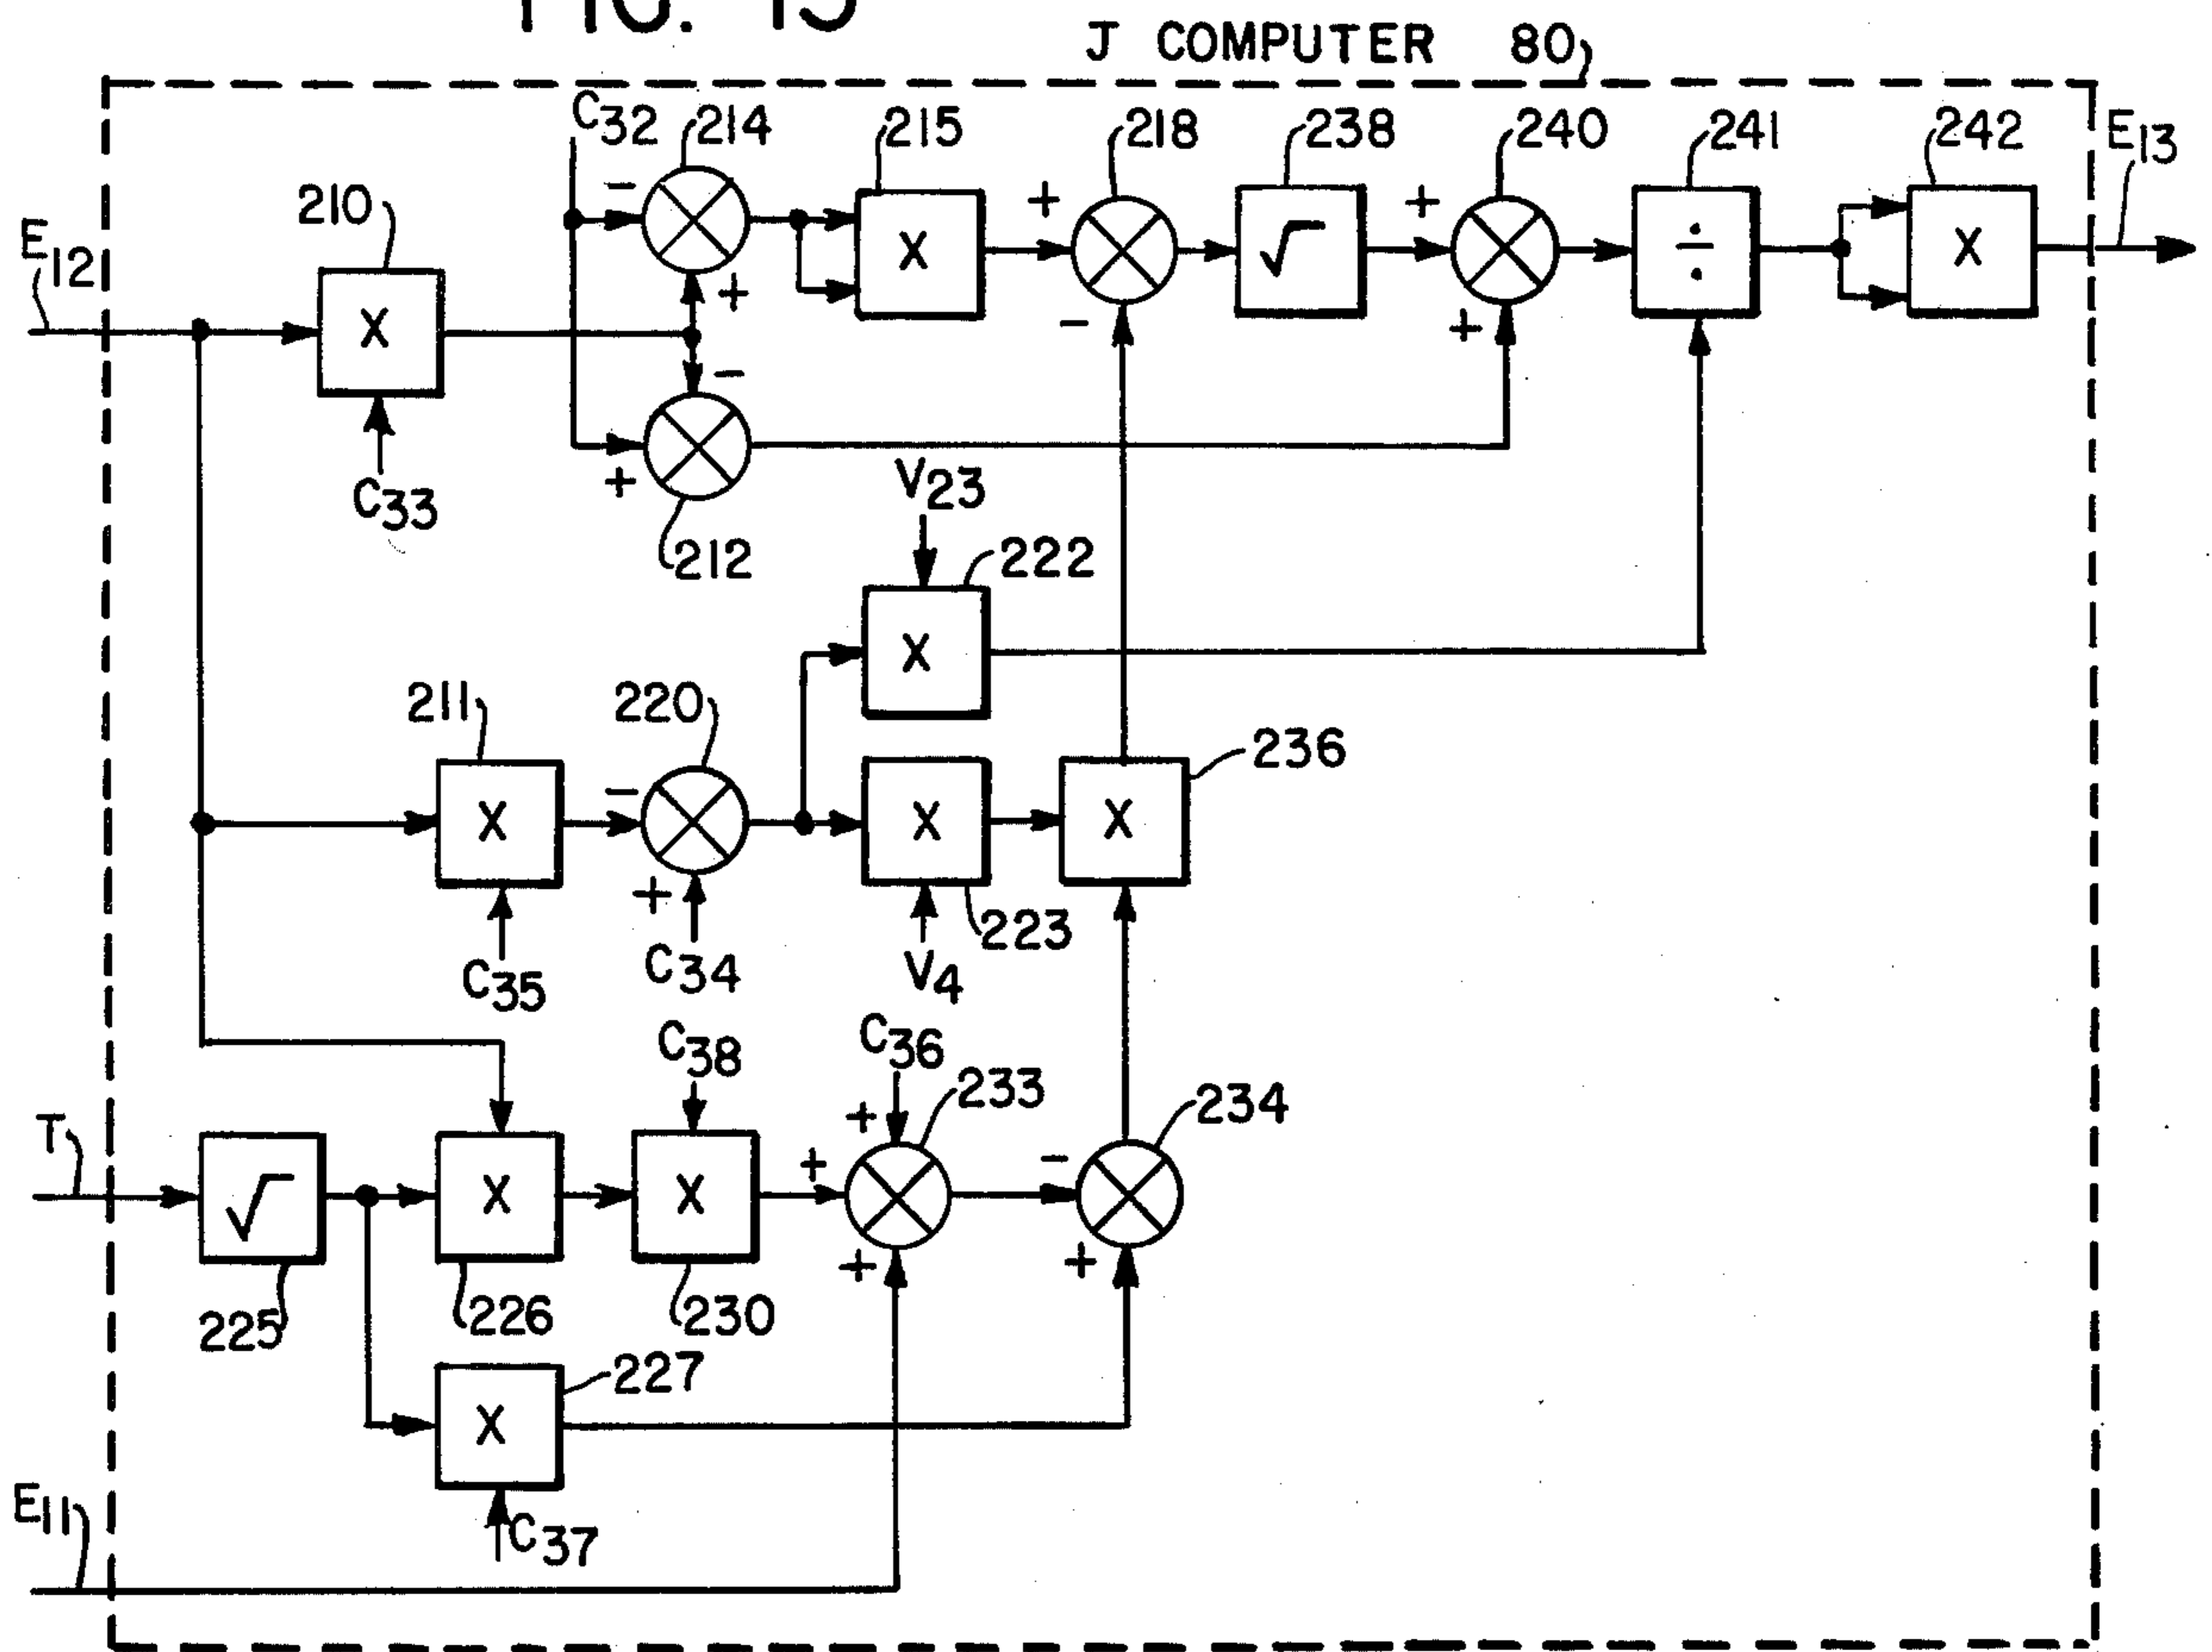 FIG. 15
J COMPUTER 80
C32 214 215 218 238 240 241 242 E13
- + + +
210
E12
X X √ ÷ X
+ - +
-
C33
+
212
V23
222
X
211 220
236
-
X X X
+
C35 C34 V4 223
C38 C36
233
234
T
+
+ -
√ X X
+ +
225 226 230
227
X
E11
C37